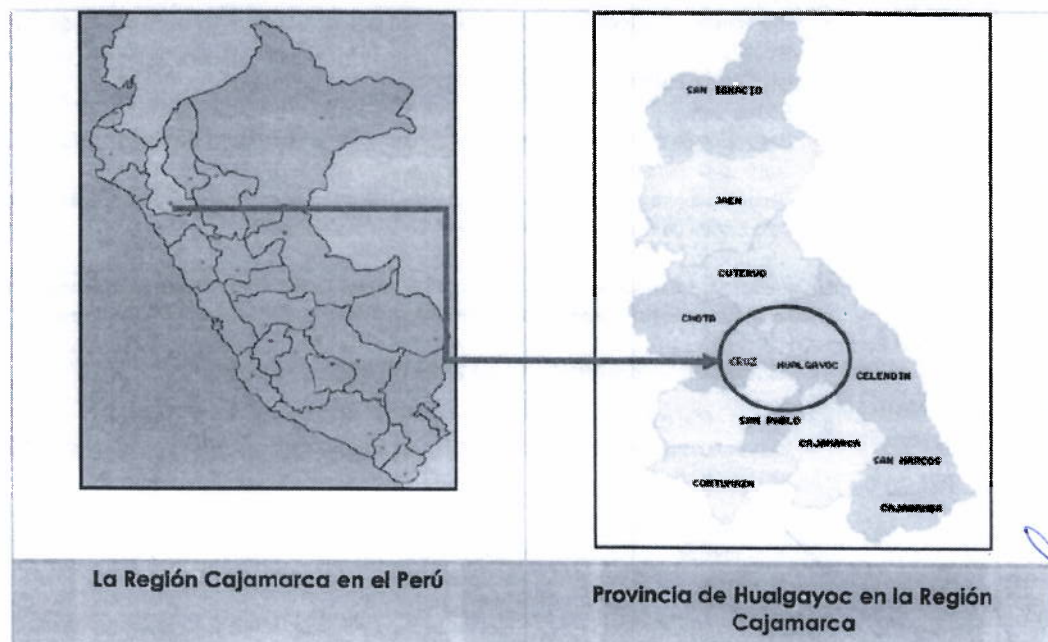 SAN IGNACIO
JAEN
CUTERVO
CHOTA
CRUZ
HUALGAYOC
CELENDIN
SAN PABLO
CAJAMARCA
SAN MARCOS
CONTUMAZA
CAJABAMBA
La Región Cajamarca en el Perú
Provincia de Hualgayoc en la Región
Cajamarca